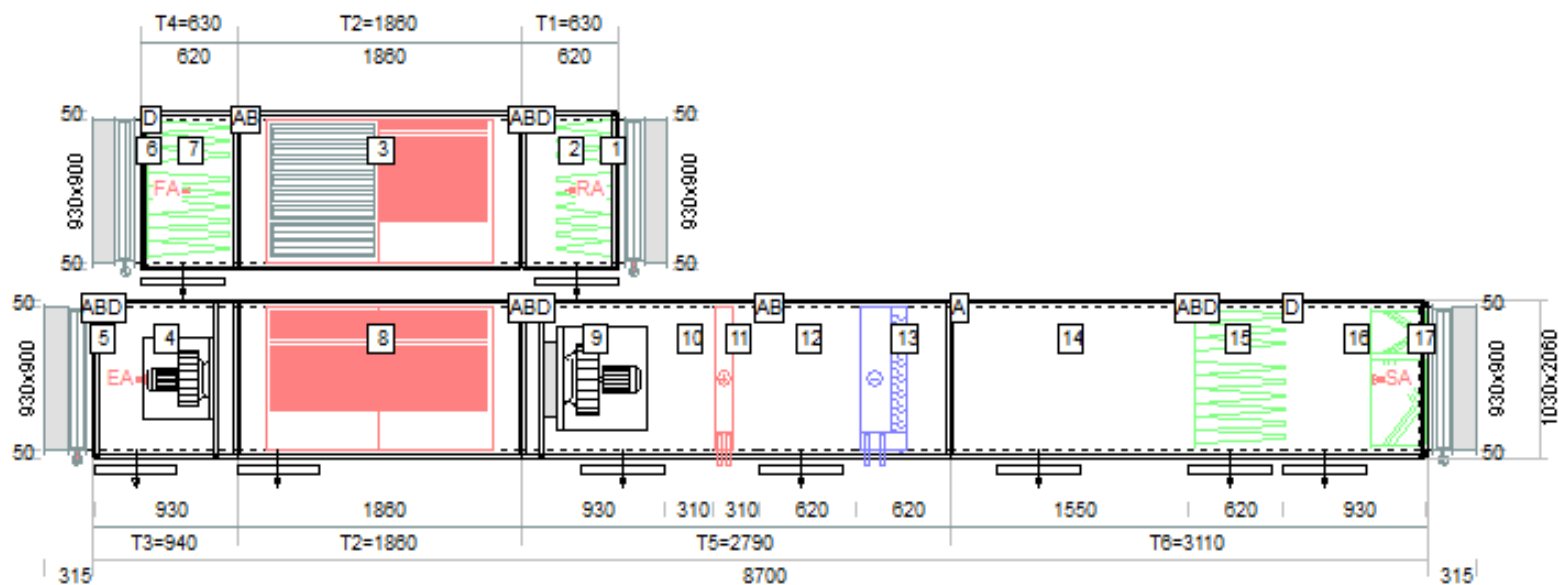 T4=630 T2=1860 T1=630
620 1860 620
50 D AB ABD 50
6 7 3 2 1
930x900 FA RA 930x900
50 50
50 ABD ABD AB A ABD D 50
5 4 8 9 10 11 12 13 14 15 16 17
930x900 EA SA 930x900 1030x2060
50 50
930 1860 930 310 310 620 620 1550 620 930
T3=940 T2=1860 T5=2790 T6=3110
315 8700 315